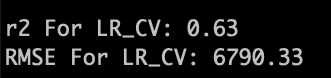 r2 For LR_CV: 0.63
RMSE For LR_CV: 6790.33